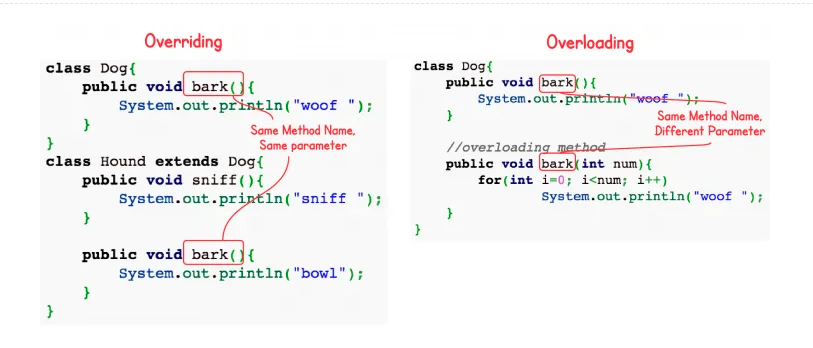 Overriding
class Dog{
public void bark(){
System.out.println("woof ");
}
}
Same Method Name,
Same parameter
class Hound extends Dog{
public void sniff(){
System.out.println("sniff ");
}
public void bark(){
System.out.println("bowl");
}
}
Overloading
class Dog{
public void bark(){
System.out.println("woof ");
}
Same Method Name,
Different Parameter
//overloading method
public void bark(int num){
for(int i=0; i<num; i++)
System.out.println("woof ");
}
}